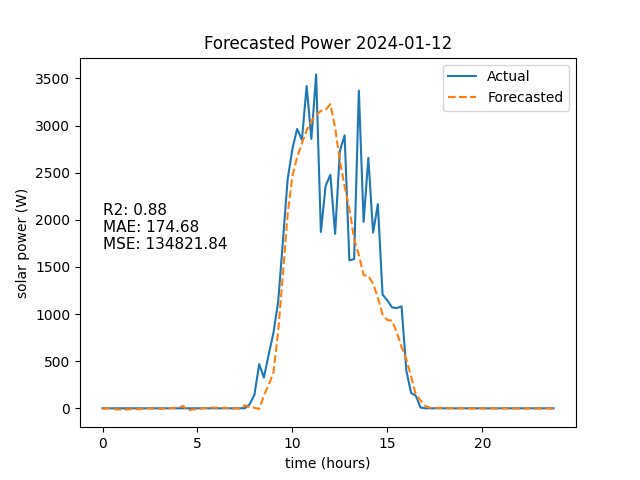 Forecasted Power 2024-01-12
Actual
Forecasted
R2: 0.88
MAE: 174.68
MSE: 134821.84
solar power (W)
3500
3000
2500
2000
1500
1000
500
0
0 5 10 15 20
time (hours)